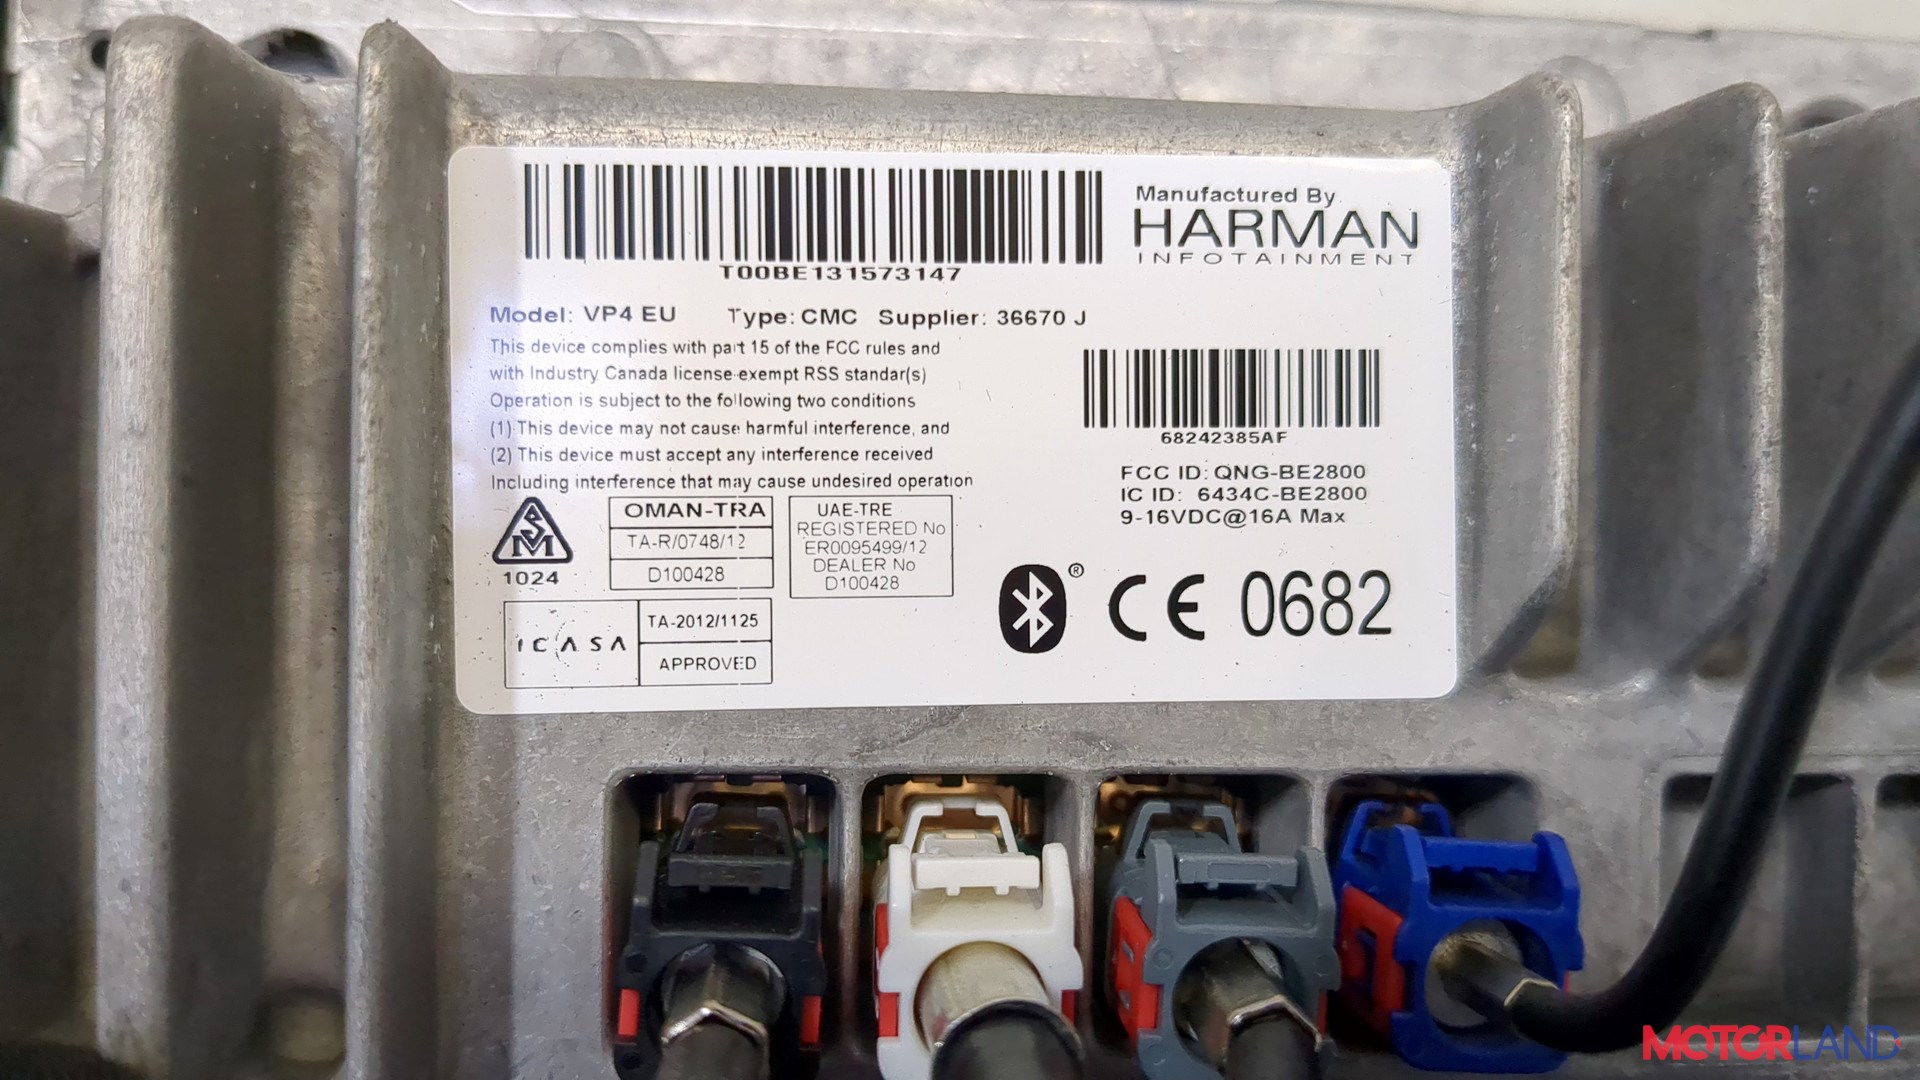 T00BE131573147
Manufactured By
HARMAN
INFOTAINMENT
Model: VP4 EU Type: CMC Supplier: 36670 J
This device complies with part 15 of the FCC rules and
with Industry Canada license-exempt RSS standar(s)
Operation is subject to the following two conditions
(1) This device may not cause harmful interference, and
(2) This device must accept any interference received
Including interference that may cause undesired operation
68242385AF
FCC ID: QNG-BE2800
IC ID: 6434C-BE2800
9-16VDC@16A Max
SM
1024
OMAN-TRA
TA-R/0748/12
D100428
UAE-TRE
REGISTERED No
ER0095499/12
DEALER No
D100428
ICASA
TA-2012/1125
APPROVED
® CE 0682
MOTORLAND